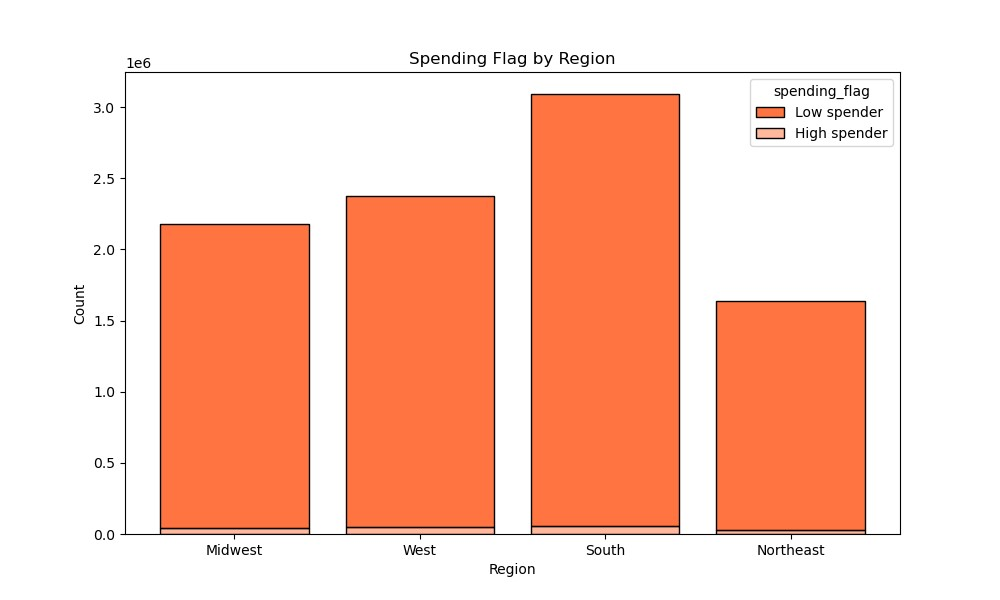 Spending Flag by Region
1e6
spending_flag
Low spender
High spender
3.0
2.5
2.0
1.5
1.0
0.5
0.0
Count
Midwest West South Northeast
Region